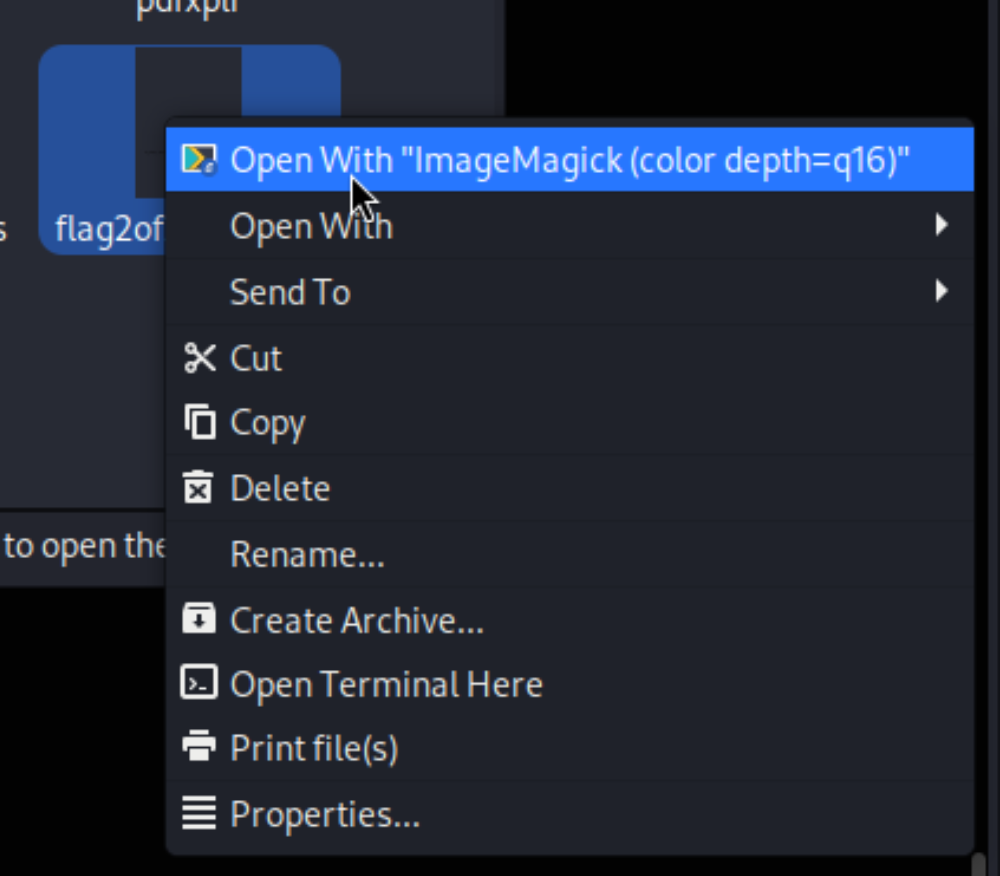 flag2of
Open With "ImageMagick (color depth=q16)"
Open With
Send To
Cut
Copy
Delete
Rename...
to open the
Create Archive...
Open Terminal Here
Print file(s)
Properties...